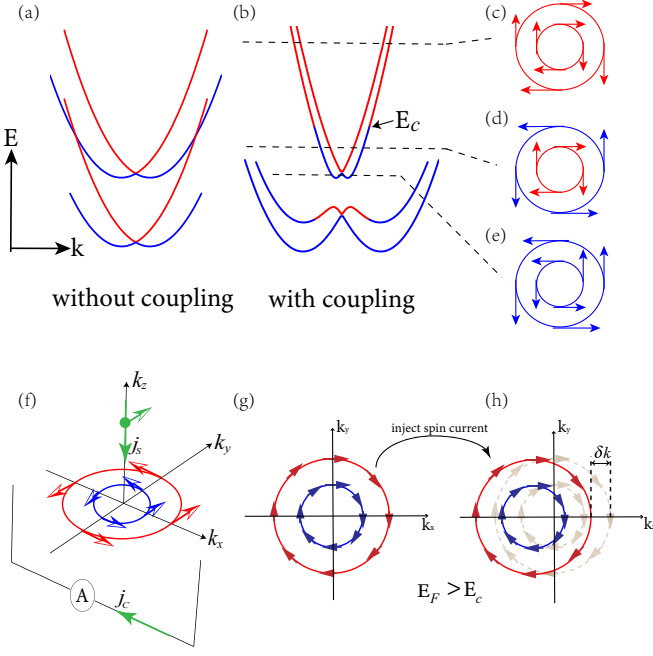 (a)
(b)
(c)
E_c
(d)
E
k
(e)
without coupling
with coupling
(f)
k_z
j_s
k_y
k_x
A
j_c
(g)
k_y
k_x
inject spin current
(h)
k_y
δk
k
E_F > E_c